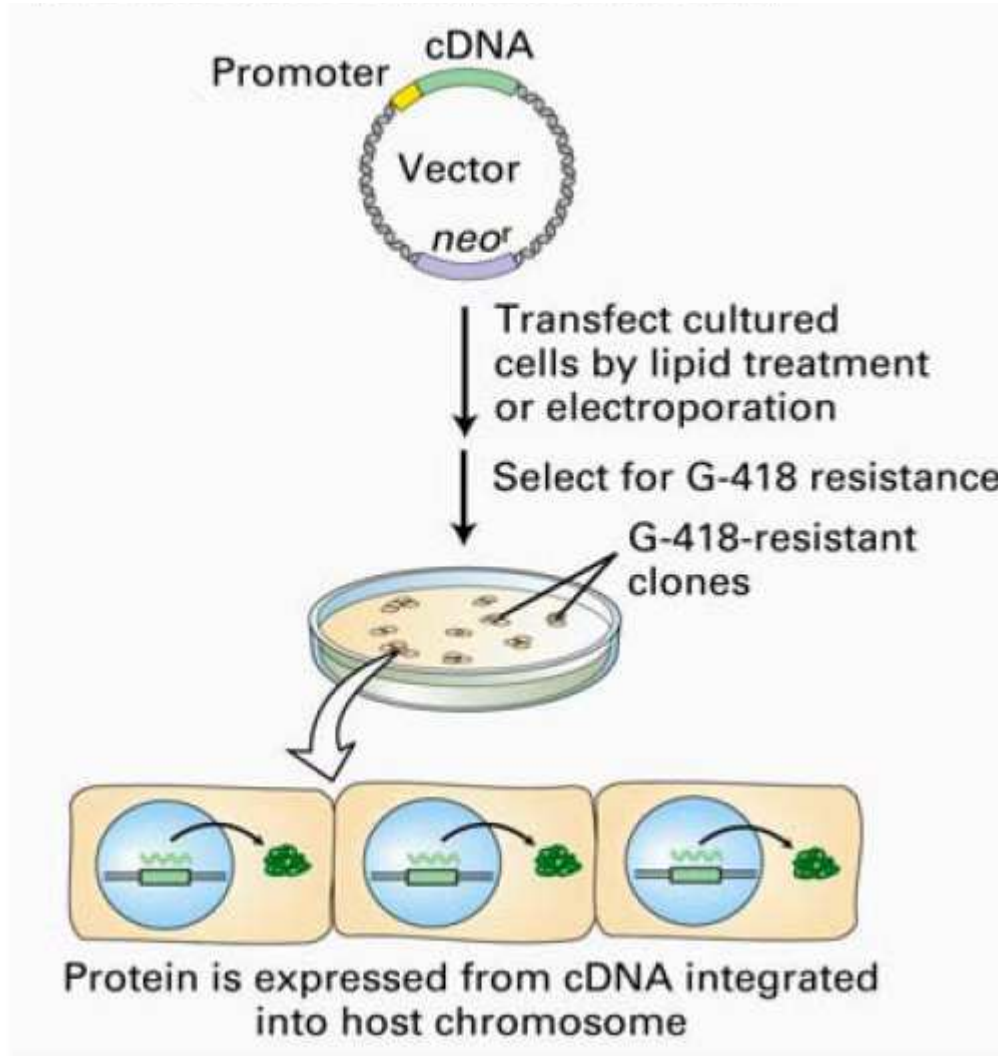 cDNA
Promoter
Vector
neoʳ
Transfect cultured
cells by lipid treatment
or electroporation
Select for G-418 resistance
G-418-resistant
clones
Protein is expressed from cDNA integrated
into host chromosome